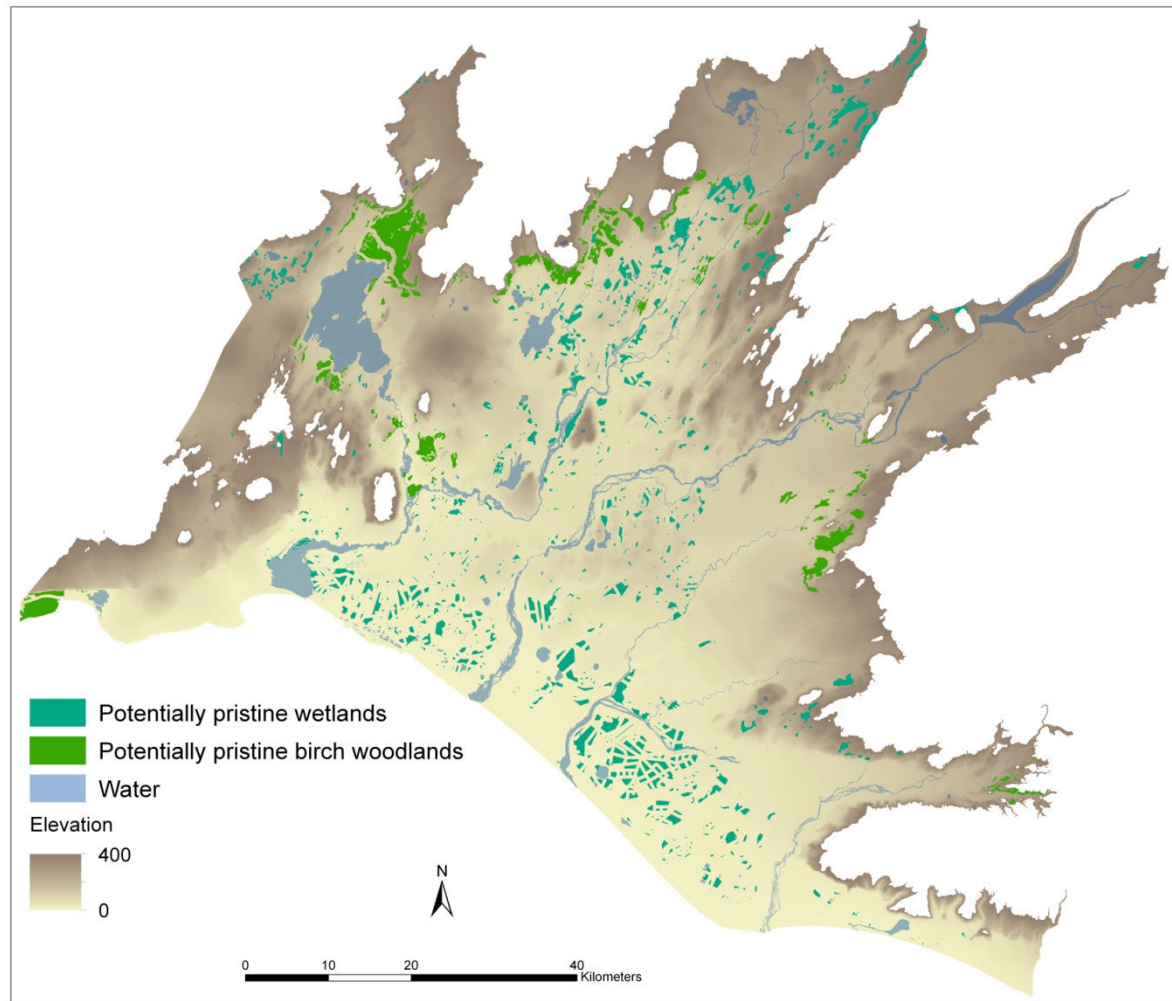 Potentially pristine wetlands
Potentially pristine birch woodlands
Water
Elevation
400
0
N
0 10 20 40
Kilometers